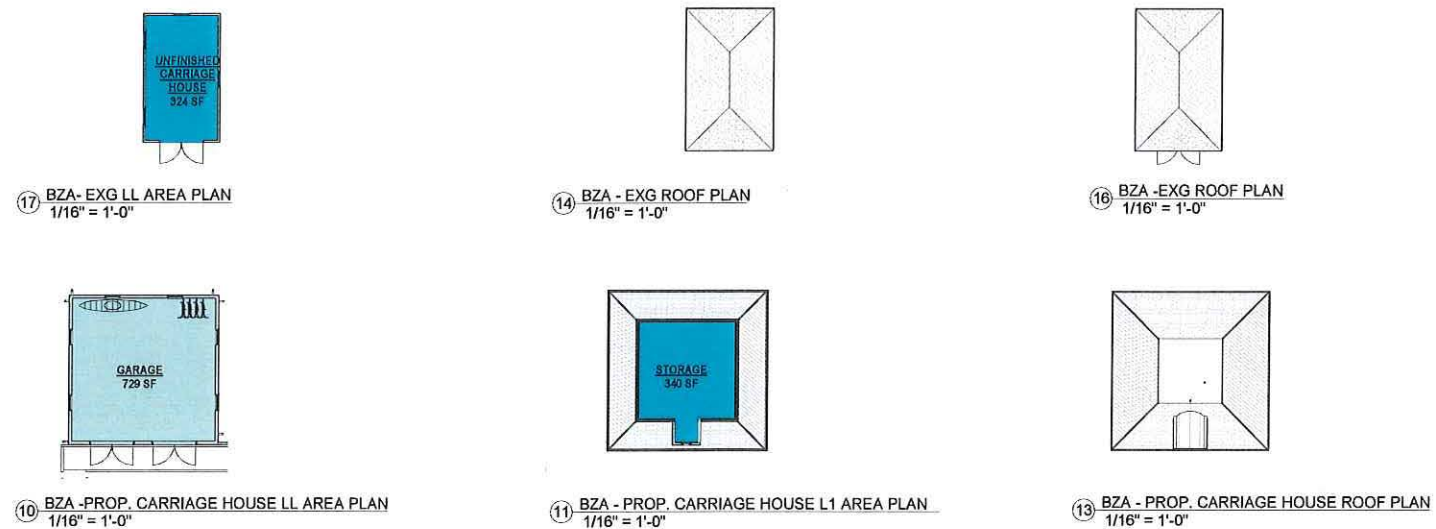 UNFINISHED
CARRIAGE
HOUSE
324 SF
17 BZA- EXG LL AREA PLAN
1/16" = 1'-0"
14 BZA - EXG ROOF PLAN
1/16" = 1'-0"
16 BZA -EXG ROOF PLAN
1/16" = 1'-0"
GARAGE
729 SF
10 BZA -PROP. CARRIAGE HOUSE LL AREA PLAN
1/16" = 1'-0"
STORAGE
340 SF
11 BZA - PROP. CARRIAGE HOUSE L1 AREA PLAN
1/16" = 1'-0"
13 BZA - PROP. CARRIAGE HOUSE ROOF PLAN
1/16" = 1'-0"